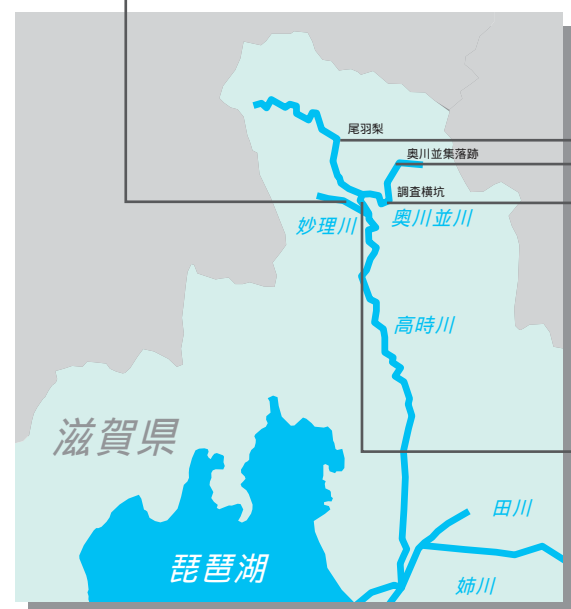 尾羽梨
奥川並集落跡
調査横坑
妙理川
奥川並川
高時川
滋賀県
田川
琵琶湖
姉川